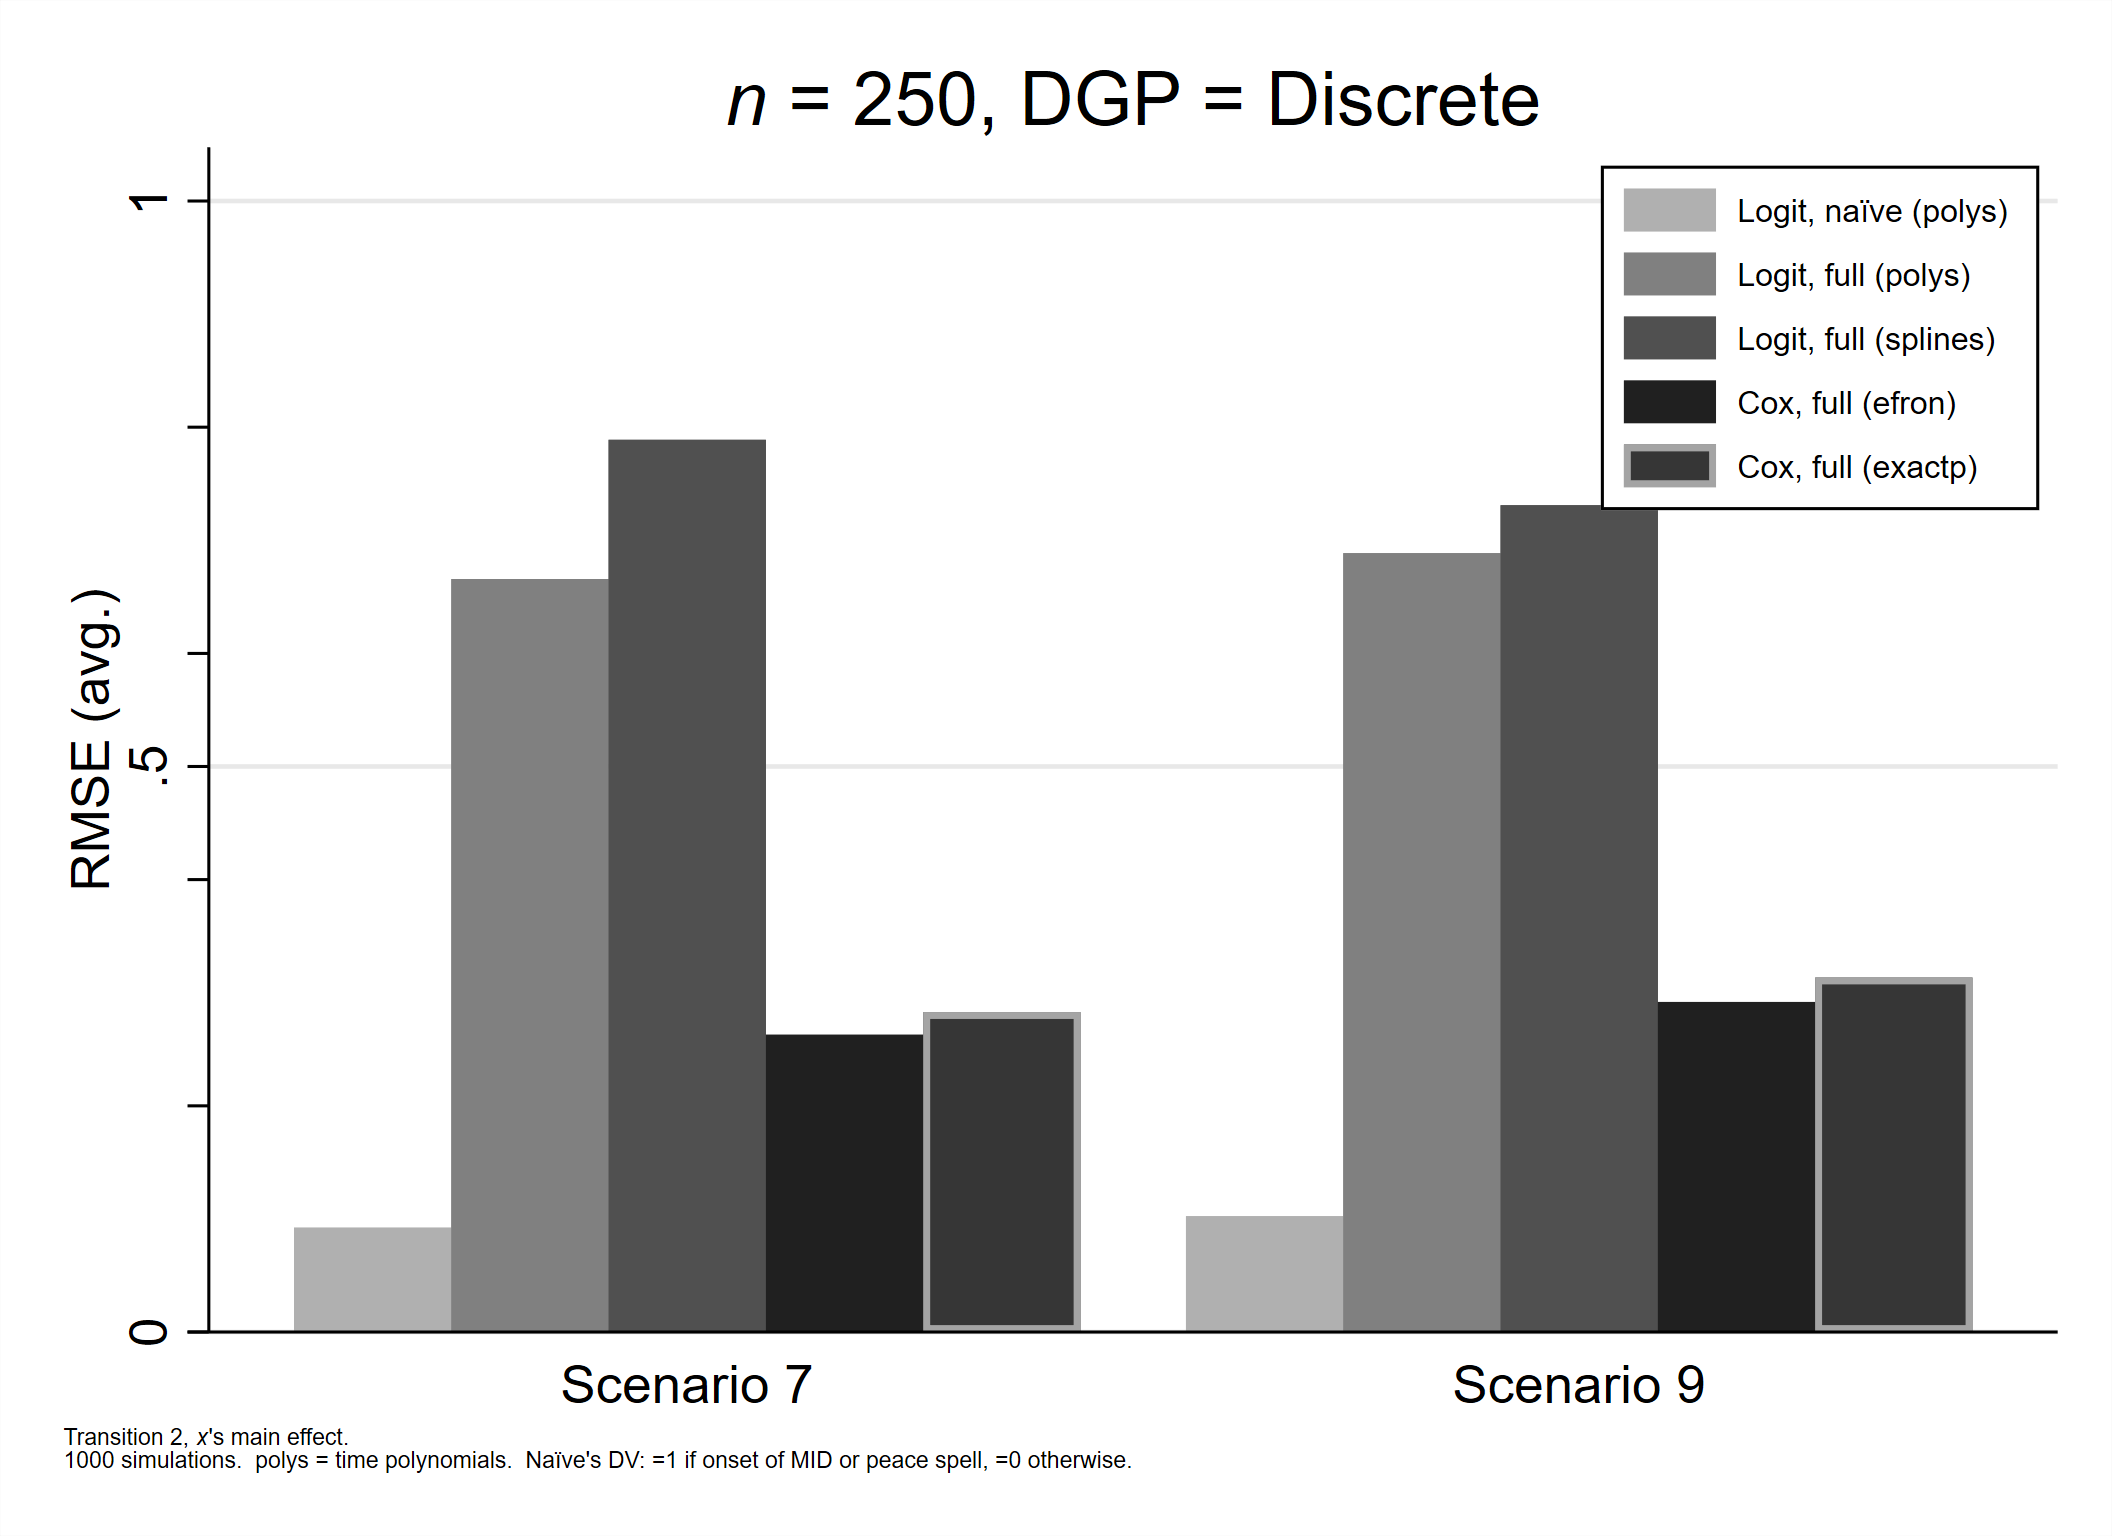 n = 250, DGP = Discrete
1
.5
0
RMSE (avg.)
Logit, naïve (polys)
Logit, full (polys)
Logit, full (splines)
Cox, full (efron)
Cox, full (exactp)
Scenario 7
Scenario 9
Transition 2, x's main effect.
1000 simulations.  polys = time polynomials.  Naïve's DV: =1 if onset of MID or peace spell, =0 otherwise.